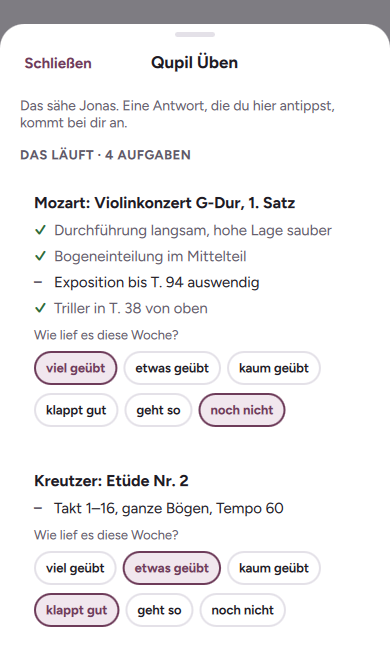 Schließen Qupil Üben
Das sähe Jonas. Eine Antwort, die du hier antippst,
kommt bei dir an.
DAS LÄUFT · 4 AUFGABEN
Mozart: Violinkonzert G-Dur, 1. Satz
✓ Durchführung langsam, hohe Lage sauber
✓ Bogeneinteilung im Mittelteil
– Exposition bis T. 94 auswendig
✓ Triller in T. 38 von oben
Wie lief es diese Woche?
viel geübt etwas geübt kaum geübt
klappt gut geht so noch nicht
Kreutzer: Etüde Nr. 2
– Takt 1–16, ganze Bögen, Tempo 60
Wie lief es diese Woche?
viel geübt etwas geübt kaum geübt
klappt gut geht so noch nicht